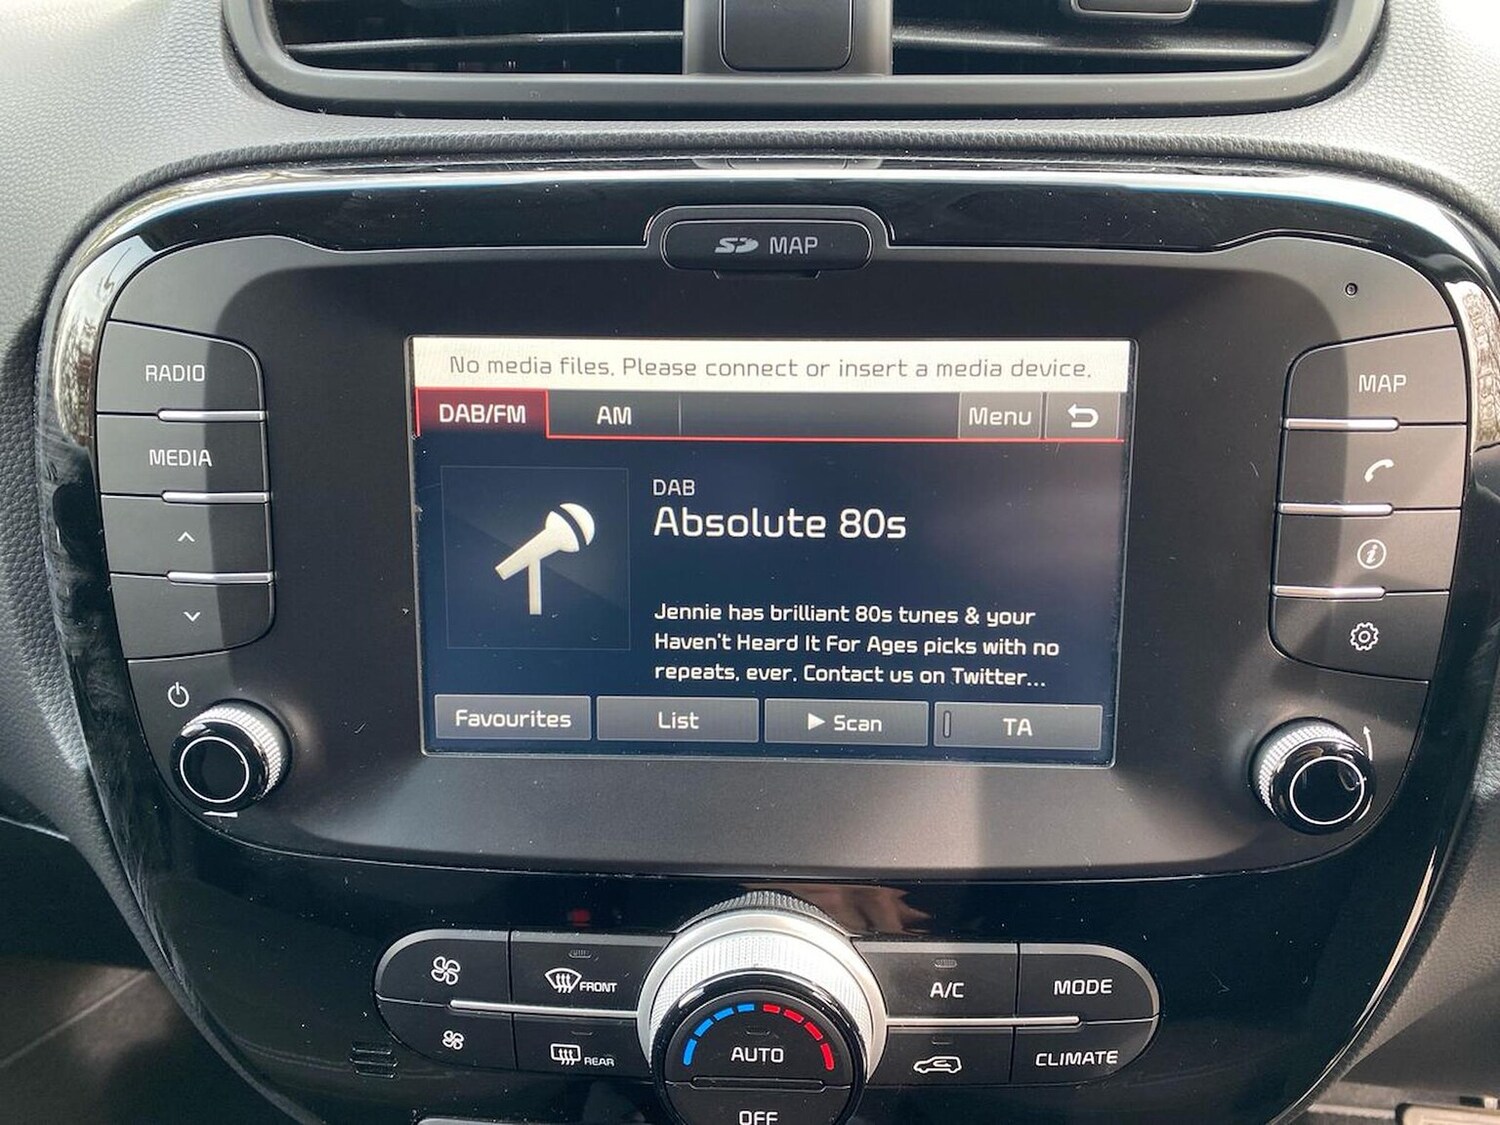 SD MAP
RADIO
MEDIA
MAP
No media files. Please connect or insert a media device.
DAB/FM AM Menu
DAB
Absolute 80s
Jennie has brilliant 80s tunes & your
Haven't Heard It For Ages picks with no
repeats, ever. Contact us on Twitter...
Favourites List Scan TA
FRONT
A/C
MODE
REAR
AUTO
CLIMATE
OFF